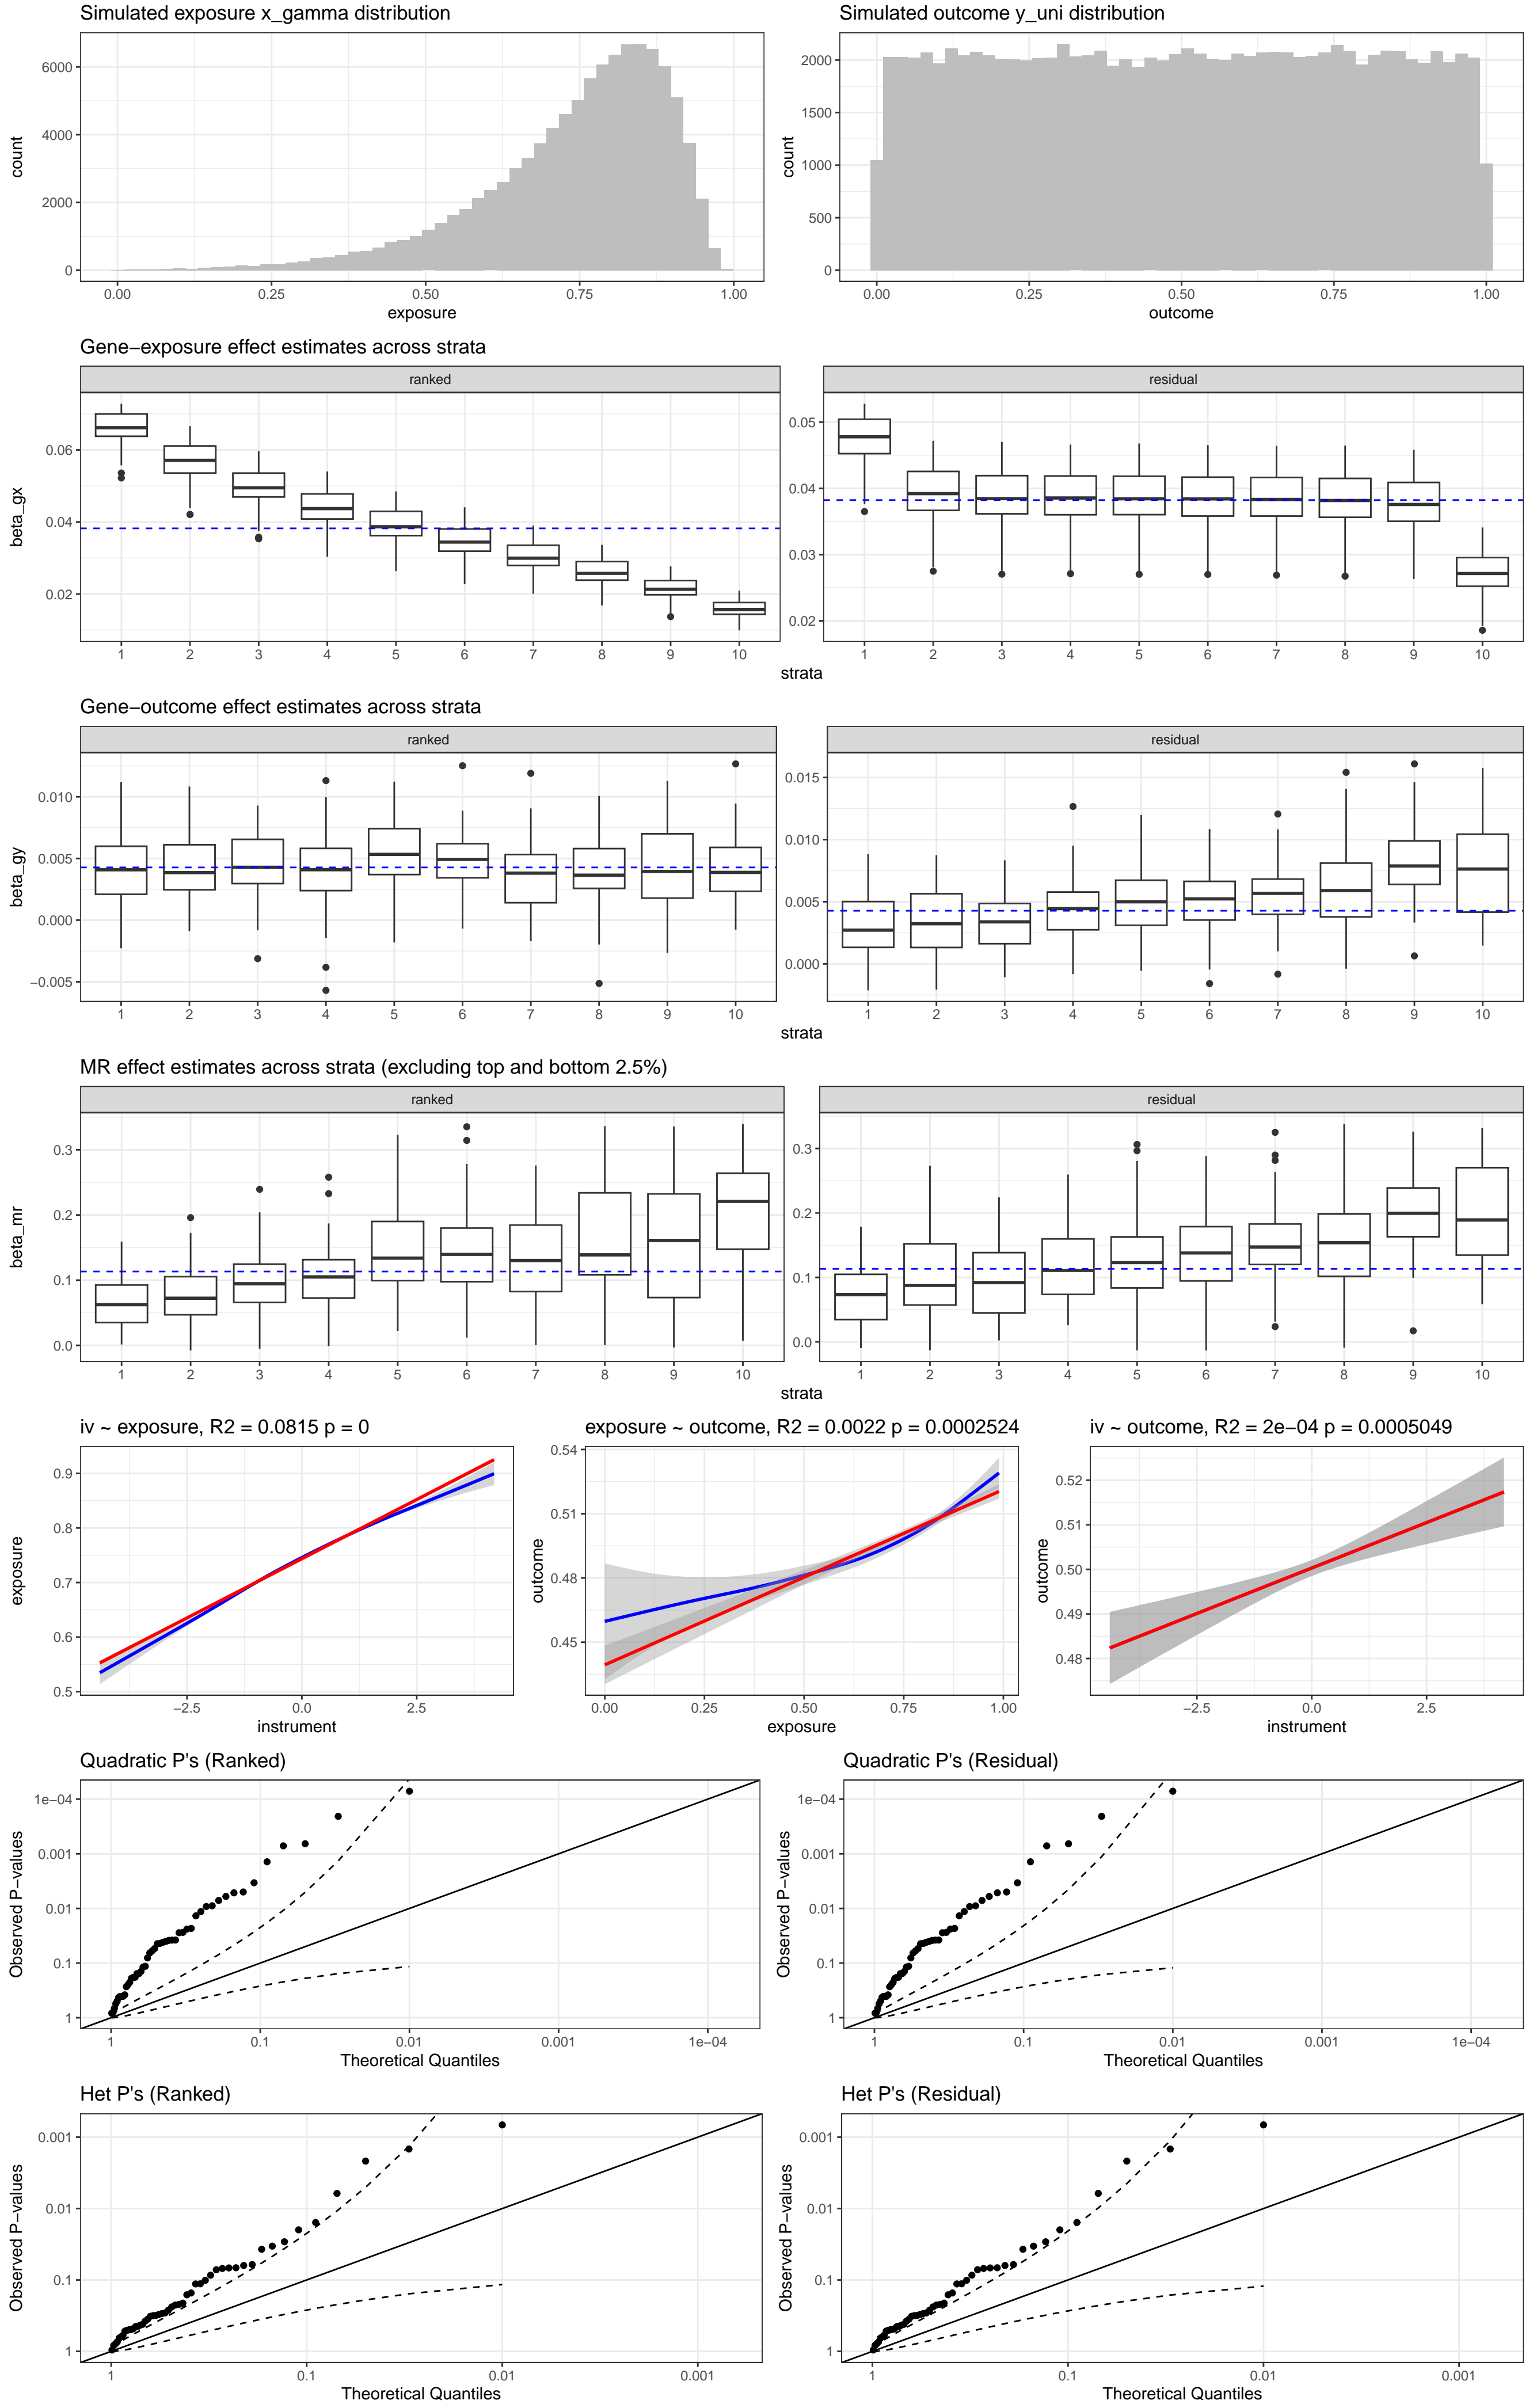 Simulated exposure x_gamma distribution
Simulated outcome y_uni distribution
count
6000
4000
2000
0
0.00 0.25 0.50 0.75 1.00
exposure
count
2000
1500
1000
500
0
0.00 0.25 0.50 0.75 1.00
outcome
Gene−exposure effect estimates across strata
ranked
residual
beta_gx
0.06
0.04
0.02
1 2 3 4 5 6 7 8 9 10
0.05
0.04
0.03
0.02
1 2 3 4 5 6 7 8 9 10
strata
Gene−outcome effect estimates across strata
ranked
residual
beta_gy
0.010
0.005
0.000
−0.005
1 2 3 4 5 6 7 8 9 10
0.015
0.010
0.005
0.000
1 2 3 4 5 6 7 8 9 10
strata
MR effect estimates across strata (excluding top and bottom 2.5%)
ranked
residual
beta_mr
0.3
0.2
0.1
0.0
1 2 3 4 5 6 7 8 9 10
0.3
0.2
0.1
0.0
1 2 3 4 5 6 7 8 9 10
strata
iv ~ exposure, R2 = 0.0815 p = 0
exposure
0.9
0.8
0.7
0.6
0.5
−2.5 0.0 2.5
instrument
exposure ~ outcome, R2 = 0.0022 p = 0.0002524
outcome
0.54
0.51
0.48
0.45
0.00 0.25 0.50 0.75 1.00
exposure
iv ~ outcome, R2 = 2e−04 p = 0.0005049
outcome
0.52
0.51
0.50
0.49
0.48
−2.5 0.0 2.5
instrument
Quadratic P's (Ranked)
Observed P−values
1e−04
0.001
0.01
0.1
1
1 0.1 0.01 0.001 1e−04
Theoretical Quantiles
Quadratic P's (Residual)
Observed P−values
1e−04
0.001
0.01
0.1
1
1 0.1 0.01 0.001 1e−04
Theoretical Quantiles
Het P's (Ranked)
Observed P−values
0.001
0.01
0.1
1
1 0.1 0.01 0.001
Theoretical Quantiles
Het P's (Residual)
Observed P−values
0.001
0.01
0.1
1
1 0.1 0.01 0.001
Theoretical Quantiles